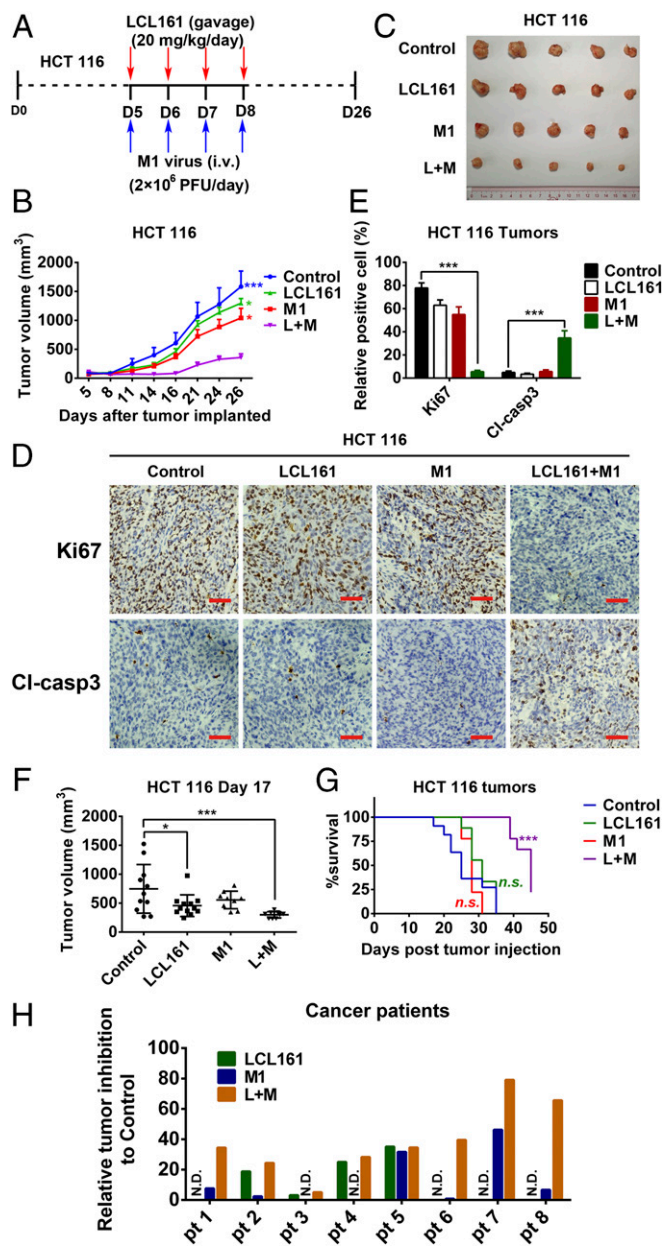 A
LCL161 (gavage)
(20 mg/kg/day)
HCT 116
D0
D5
D6
D7
D8
D26
M1 virus (i.v.)
(2×10⁶ PFU/day)
B
HCT 116
Tumor volume (mm³)
2000
1500
1000
500
0
5 8 11 14 16 21 24 26
Days after tumor implanted
Control
LCL161
M1
L+M
***
*
*
C
HCT 116
Control
LCL161
M1
L+M
E
HCT 116 Tumors
Relative positive cell (%)
100
80
60
40
20
0
***
***
Ki67
Cl-casp3
Control
LCL161
M1
L+M
D
HCT 116
Control
LCL161
M1
LCL161+M1
Ki67
Cl-casp3
F
HCT 116 Day 17
Tumor volume (mm³)
2000
1500
1000
500
0
*
***
Control
LCL161
M1
L+M
G
HCT 116 tumors
%survival
100
75
50
25
0
0 10 20 30 40 50
Days post tumor injection
***
n.s.
n.s.
Control
LCL161
M1
L+M
H
Cancer patients
Relative tumor inhibition
to Control
100
80
60
40
20
0
LCL161
M1
L+M
N.D.
N.D.
N.D.
N.D.
N.D.
N.D.
pt 1
pt 2
pt 3
pt 4
pt 5
pt 6
pt 7
pt 8